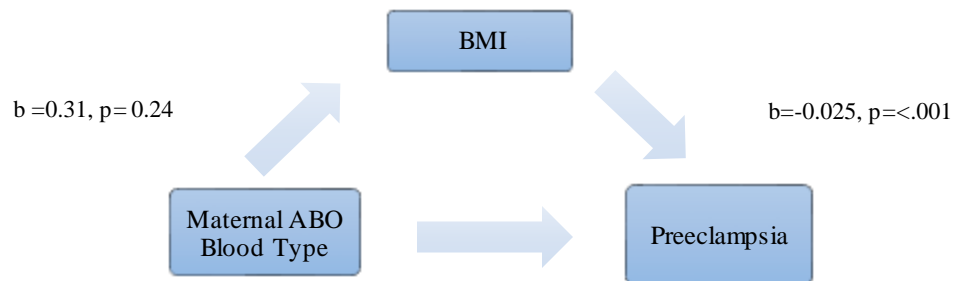 BMI
b =0.31, p= 0.24
b=-0.025, p=<.001
Maternal ABO
Blood Type
Preeclampsia